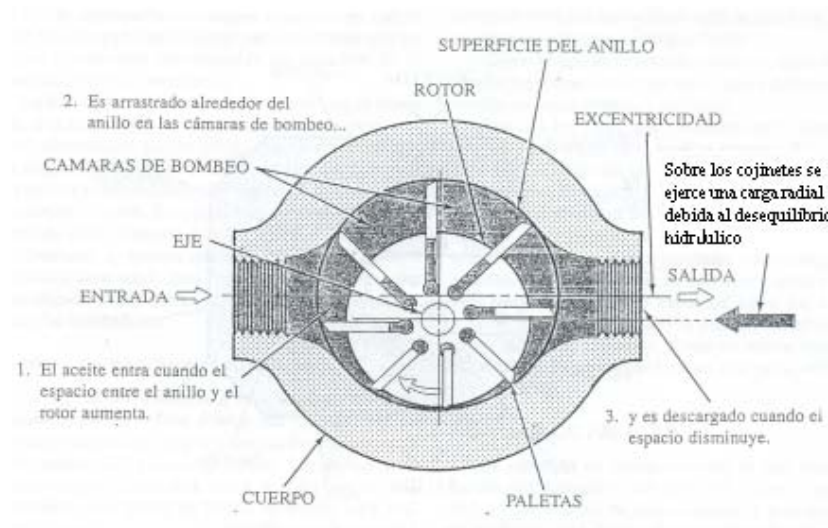 SUPERFICIE DEL ANILLO
ROTOR
2. Es arrastrado alrededor del
anillo en las cámaras de bombeo...
EXCENTRICIDAD
CAMARAS DE BOMBEO
Sobre los cojinetes se
ejerce una carga radial
debida al desequilibrio
hidráulico
EJE
SALIDA
ENTRADA
1. El aceite entra cuando el
espacio entre el anillo y el
rotor aumenta.
3. y es descargado cuando el
espacio disminuye.
CUERPO
PALETAS